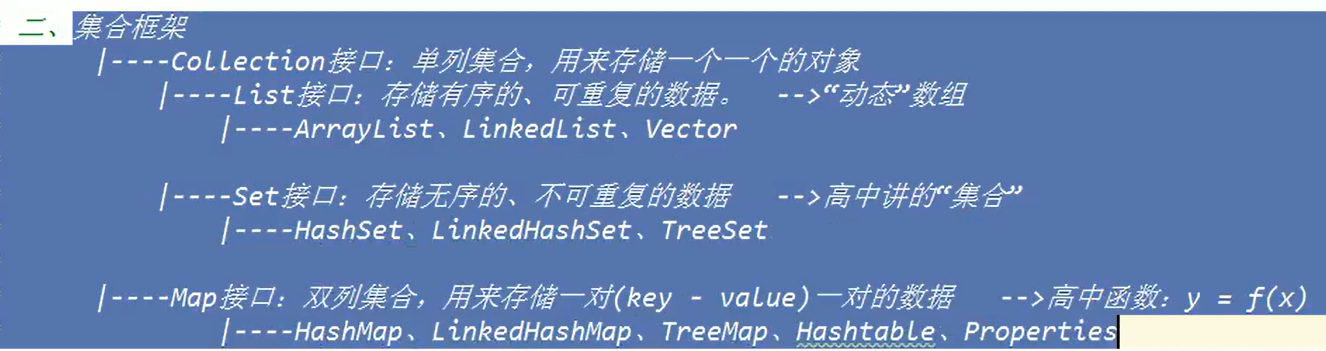 二、集合框架
|----Collection接口：单列集合，用来存储一个一个的对象
|----List接口：存储有序的、可重复的数据。 -->“动态”数组
|----ArrayList、LinkedList、Vector
|----Set接口：存储无序的、不可重复的数据 -->高中讲的“集合”
|----HashSet、LinkedHashSet、TreeSet
|----Map接口：双列集合，用来存储一对(key - value)一对的数据 -->高中函数：y = f(x)
|----HashMap、LinkedHashMap、TreeMap、Hashtable、Properties